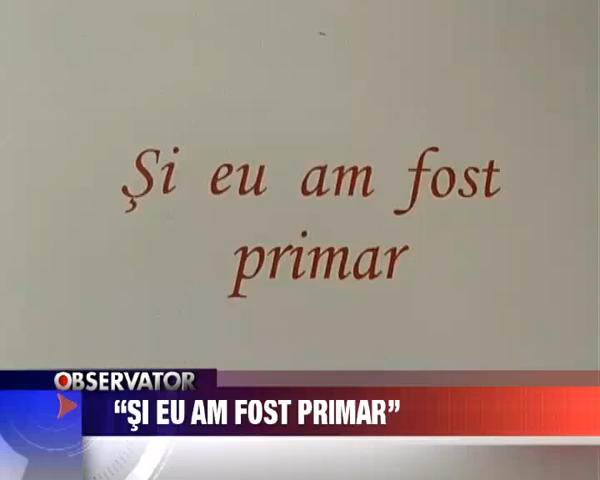 Şi eu am fost
primar
OBSERVATOR
“ŞI EU AM FOST PRIMAR”